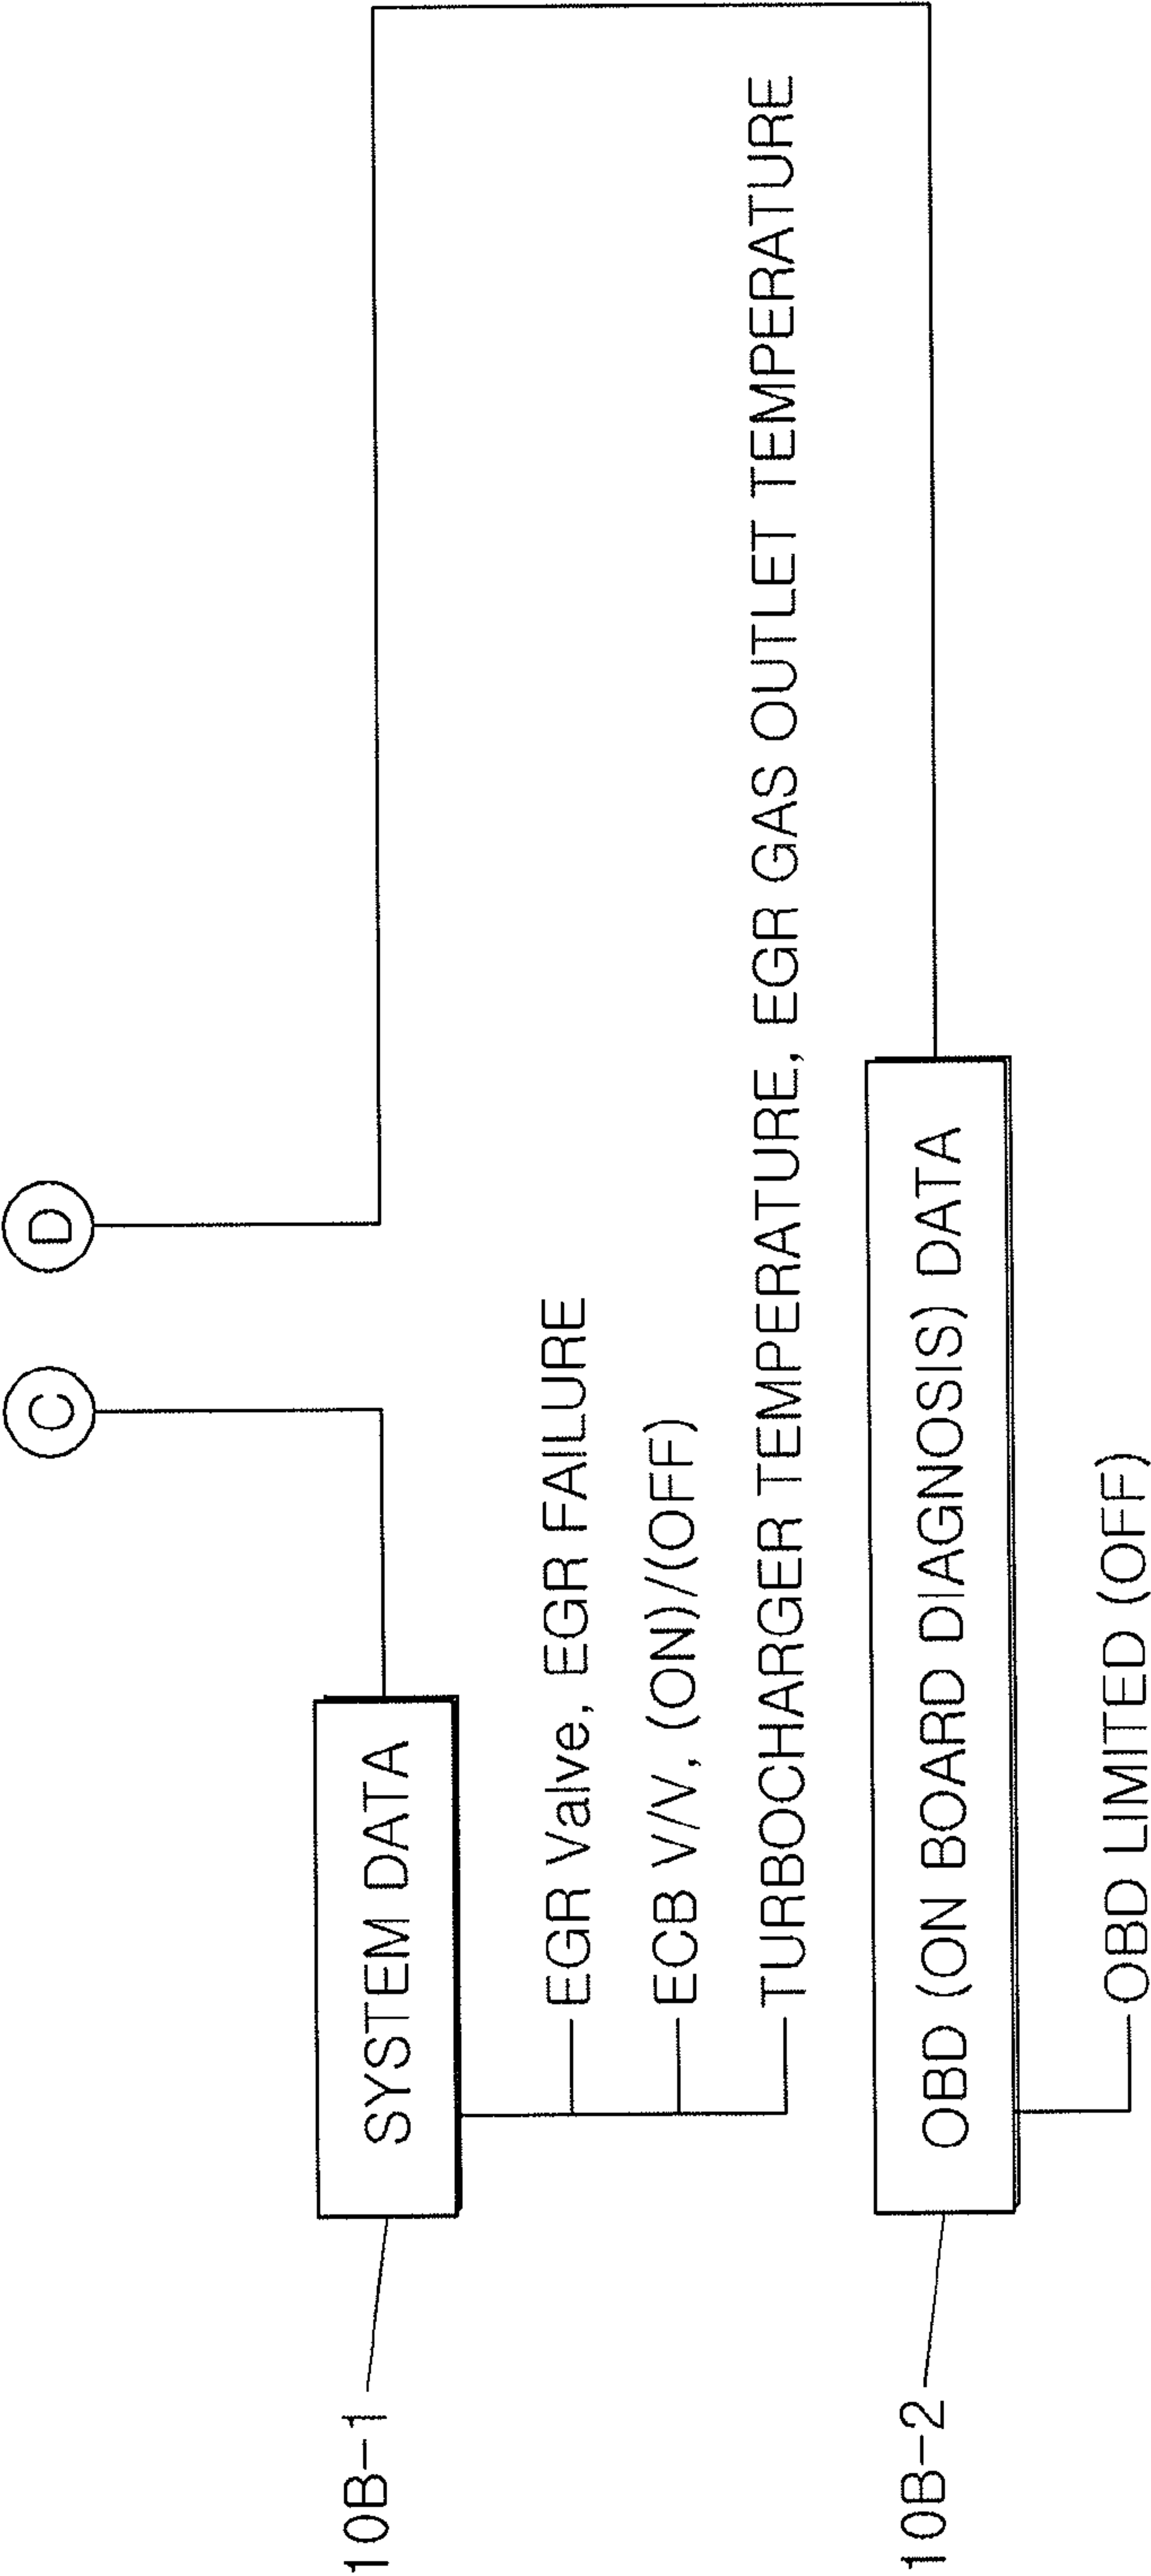 C
D
10B-1
SYSTEM DATA
EGR Valve, EGR FAILURE
ECB V/V, (ON)/(OFF)
TURBOCHARGER TEMPERATURE, EGR GAS OUTLET TEMPERATURE
10B-2
OBD (ON BOARD DIAGNOSIS) DATA
OBD LIMITED (OFF)